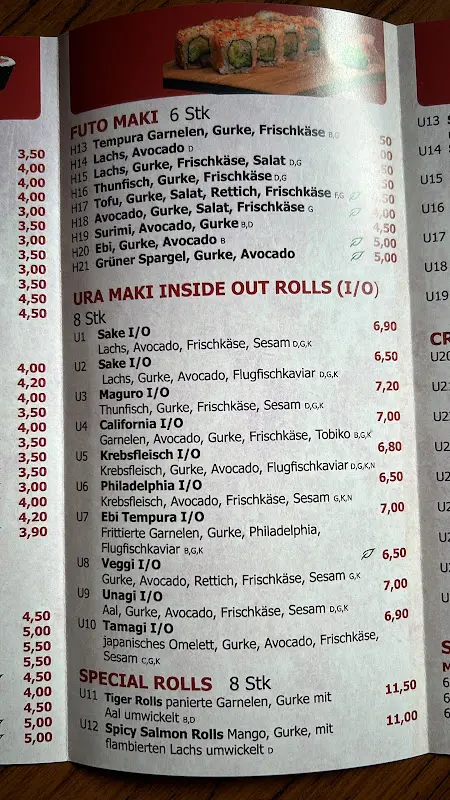 3,50
4,00
4,00
4,00
3,00
3,50
3,50
3,50
3,00
3,50
4,50
4,50
4,00
4,20
4,00
3,50
4,00
3,50
3,50
3,50
3,00
4,00
4,20
3,90
4,50
5,00
5,50
5,50
4,50
4,00
4,50
5,00
5,00
FUTO MAKI 6 Stk
H13 Tempura Garnelen, Gurke, Frischkäse B,G
H14 Lachs, Avocado D
H15 Lachs, Gurke, Frischkäse, Salat D,G
H16 Thunfisch, Gurke, Frischkäse D,G
H17 Tofu, Gurke, Salat, Rettich, Frischkäse F,G
H18 Avocado, Gurke, Salat, Frischkäse G 4,00
H19 Surimi, Avocado, Gurke B,D 4,50
H20 Ebi, Gurke, Avocado B 5,00
H21 Grüner Spargel, Gurke, Avocado 5,00
URA MAKI INSIDE OUT ROLLS (I/O)
8 Stk
U1 Sake I/O 6,90
Lachs, Avocado, Frischkäse, Sesam D,G,K
U2 Sake I/O 6,50
Lachs, Gurke, Avocado, Flugfischkaviar D,G,K
U3 Maguro I/O 7,20
Thunfisch, Gurke, Frischkäse, Sesam D,G,K
U4 California I/O 7,00
Garnelen, Avocado, Gurke, Frischkäse, Tobiko B,G,K
U5 Krebsfleisch I/O 6,80
Krebsfleisch, Gurke, Avocado, Flugfischkaviar D,G,K,N
U6 Philadelphia I/O 6,50
Krebsfleisch, Avocado, Frischkäse, Sesam G,K,N
U7 Ebi Tempura I/O 7,00
Frittierte Garnelen, Gurke, Philadelphia,
Flugfischkaviar B,G,K
U8 Veggi I/O 6,50
Gurke, Avocado, Rettich, Frischkäse, Sesam G,K
U9 Unagi I/O 7,00
Aal, Gurke, Avocado, Frischkäse, Sesam D,G,K
U10 Tamagi I/O 6,90
japanisches Omelett, Gurke, Avocado, Frischkäse,
Sesam C,G,K
SPECIAL ROLLS 8 Stk
U11 Tiger Rolls panierte Garnelen, Gurke mit 11,50
Aal umwickelt B,D
U12 Spicy Salmon Rolls Mango, Gurke, mit 11,00
flambierten Lachs umwickelt D
U13
U14
U15
U16
U17
U18
U19
CR
U20